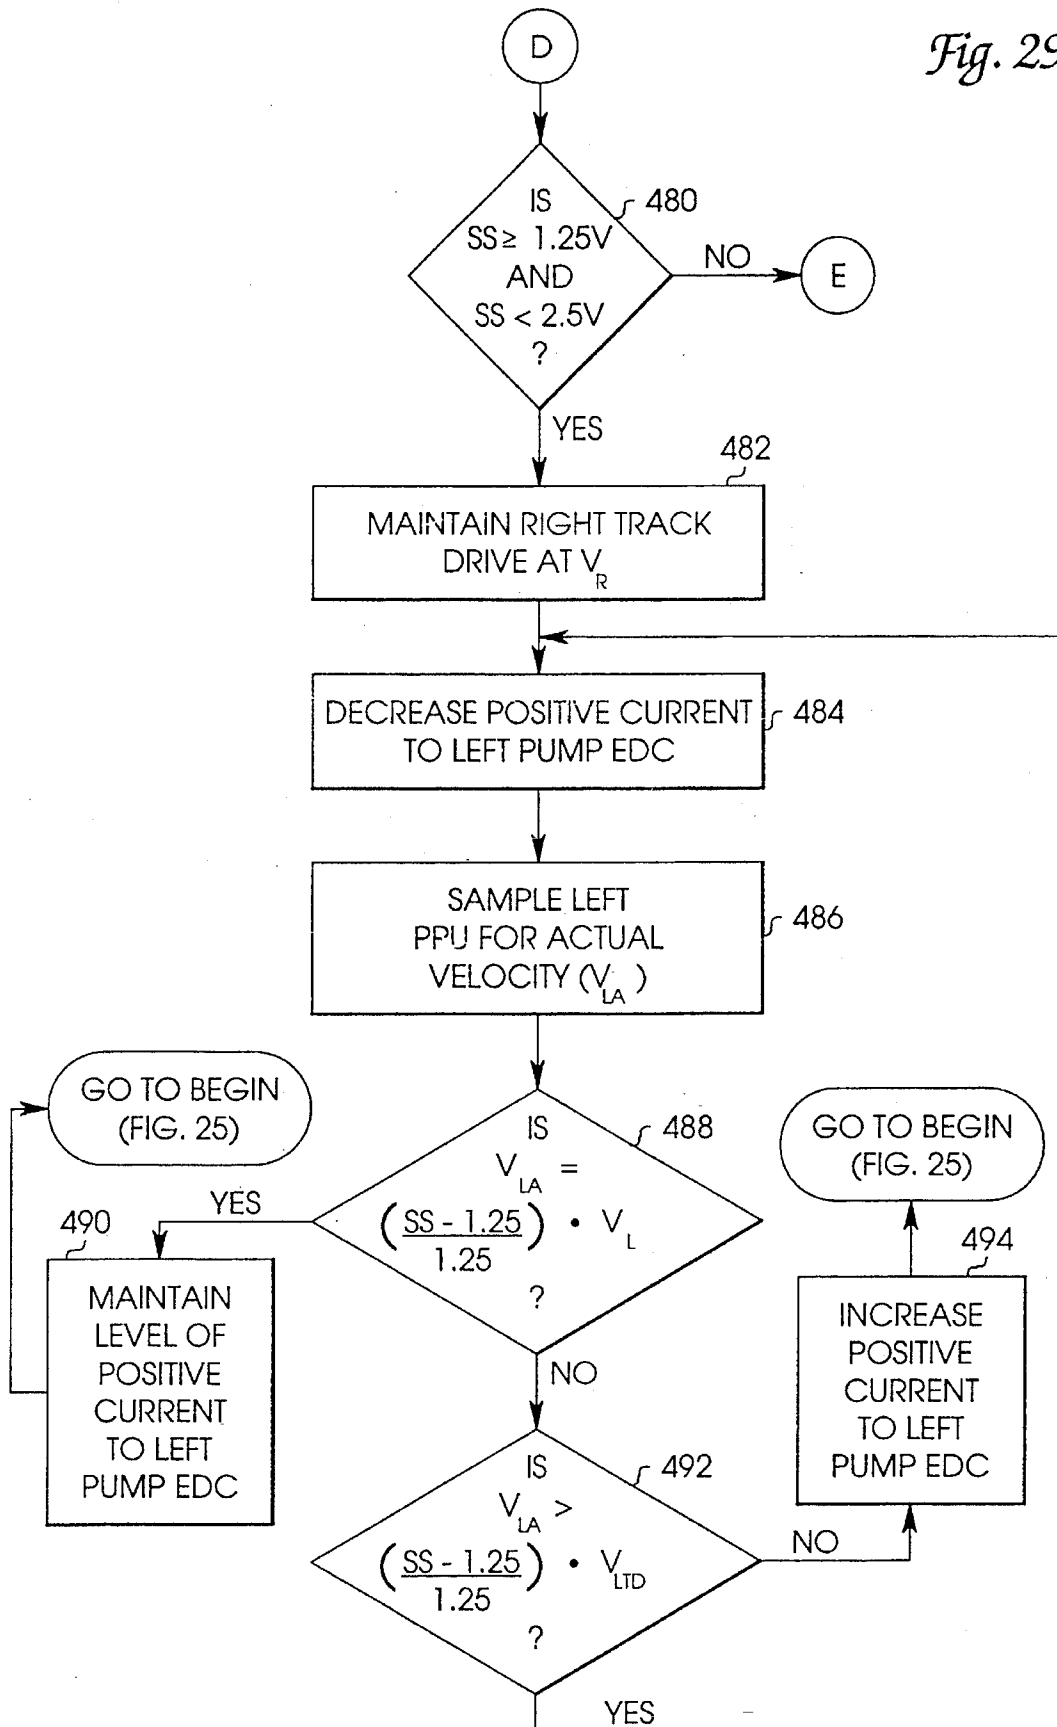 D
Fig. 29
IS
SS ≥ 1.25V
AND
SS < 2.5V
?
480
NO
E
YES
482
MAINTAIN RIGHT TRACK
DRIVE AT V_R
DECREASE POSITIVE CURRENT
TO LEFT PUMP EDC
484
SAMPLE LEFT
PPU FOR ACTUAL
VELOCITY (V_LA)
486
GO TO BEGIN
(FIG. 25)
IS
V_LA =
(SS - 1.25 / 1.25) • V_L
?
488
GO TO BEGIN
(FIG. 25)
YES
490
MAINTAIN
LEVEL OF
POSITIVE
CURRENT
TO LEFT
PUMP EDC
NO
494
INCREASE
POSITIVE
CURRENT
TO LEFT
PUMP EDC
IS
V_LA >
(SS - 1.25 / 1.25) • V_LTD
?
492
NO
YES